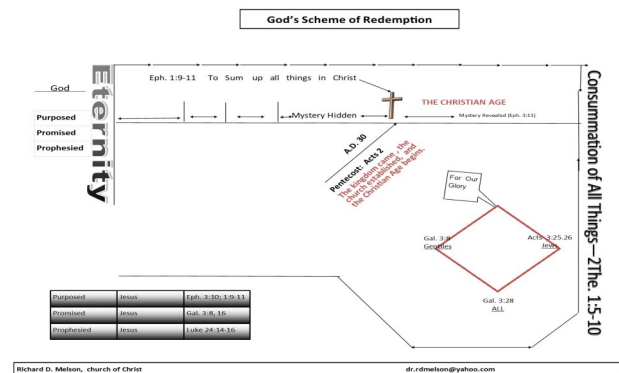 God's Scheme of Redemption
God
Purposed
Promised
Prophesied
Eternity
Eph. 1:9-11 To Sum up all things in Christ
Mystery Hidden
THE CHRISTIAN AGE
Mystery Revealed (Eph. 3:11)
A.D. 30
Pentecost: Acts 2
The kingdom came, the
church established, and
the Christian Age begins.
For Our
Glory
Gal. 3:8
Gentiles
Acts 3:25.26
Jews
Gal. 3:28
ALL
Consummation of All Things—2The. 1:5-10
Purposed Jesus Eph. 3:10; 1:9-11
Promised Jesus Gal. 3:8, 16
Prophesied Jesus Luke 24:14-16
Richard D. Melson, church of Christ dr.rdmelson@yahoo.com